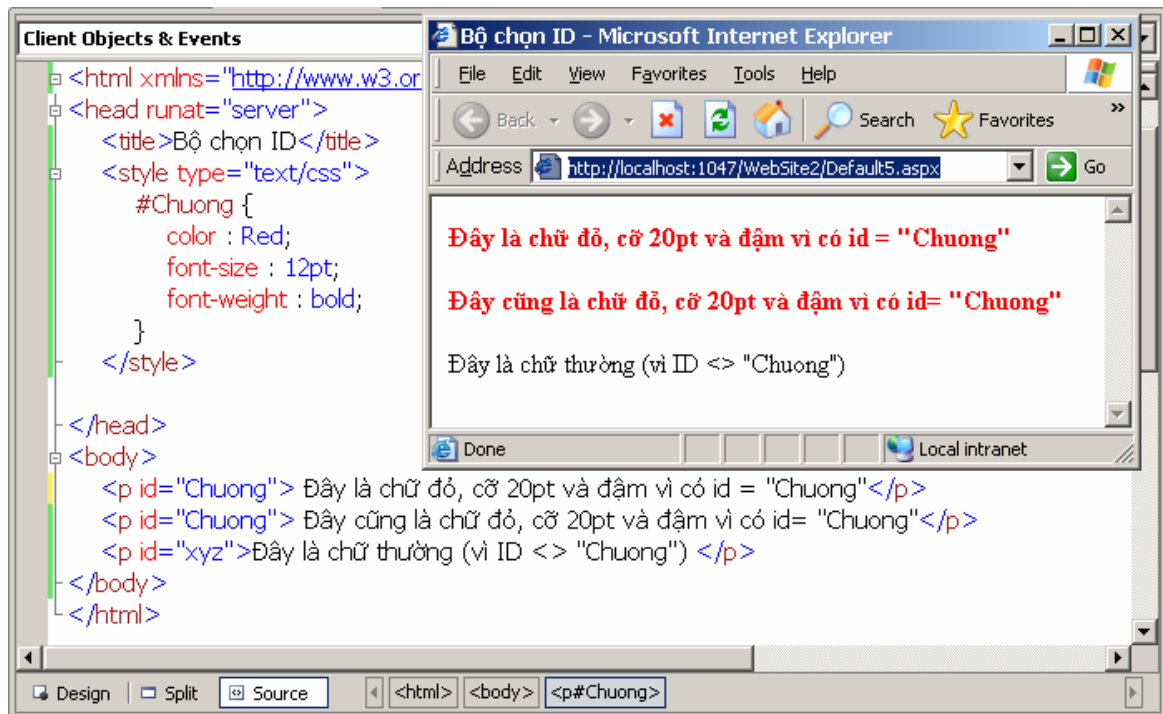 Client Objects & Events
<html xmlns="http://www.w3.or
<head runat="server">
<title>Bộ chọn ID</title>
<style type="text/css">
#Chuong {
color : Red;
font-size : 12pt;
font-weight : bold;
}
</style>
</head>
<body>
<p id="Chuong"> Đây là chữ đỏ, cỡ 20pt và đậm vì có id = "Chuong"</p>
<p id="Chuong"> Đây cũng là chữ đỏ, cỡ 20pt và đậm vì có id= "Chuong"</p>
<p id="xyz">Đây là chữ thường (vì ID <> "Chuong") </p>
</body>
</html>
Design Split Source <html> <body> <p#Chuong>
Bộ chọn ID - Microsoft Internet Explorer
File Edit View Favorites Tools Help
Back Search Favorites »
Address http://localhost:1047/WebSite2/Default5.aspx Go
Đây là chữ đỏ, cỡ 20pt và đậm vì có id = "Chuong"
Đây cũng là chữ đỏ, cỡ 20pt và đậm vì có id= "Chuong"
Đây là chữ thường (vì ID <> "Chuong")
Done Local intranet